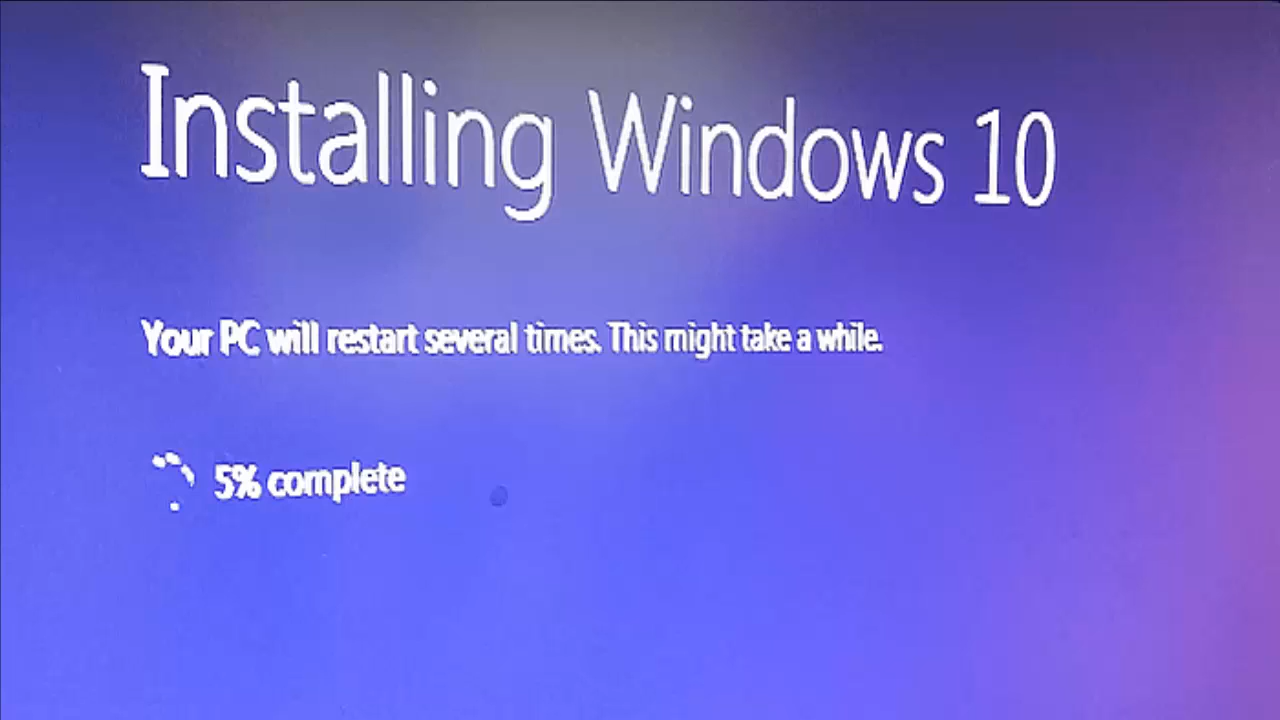 Installing Windows 10
Your PC will restart several times. This might take a while.
5% complete